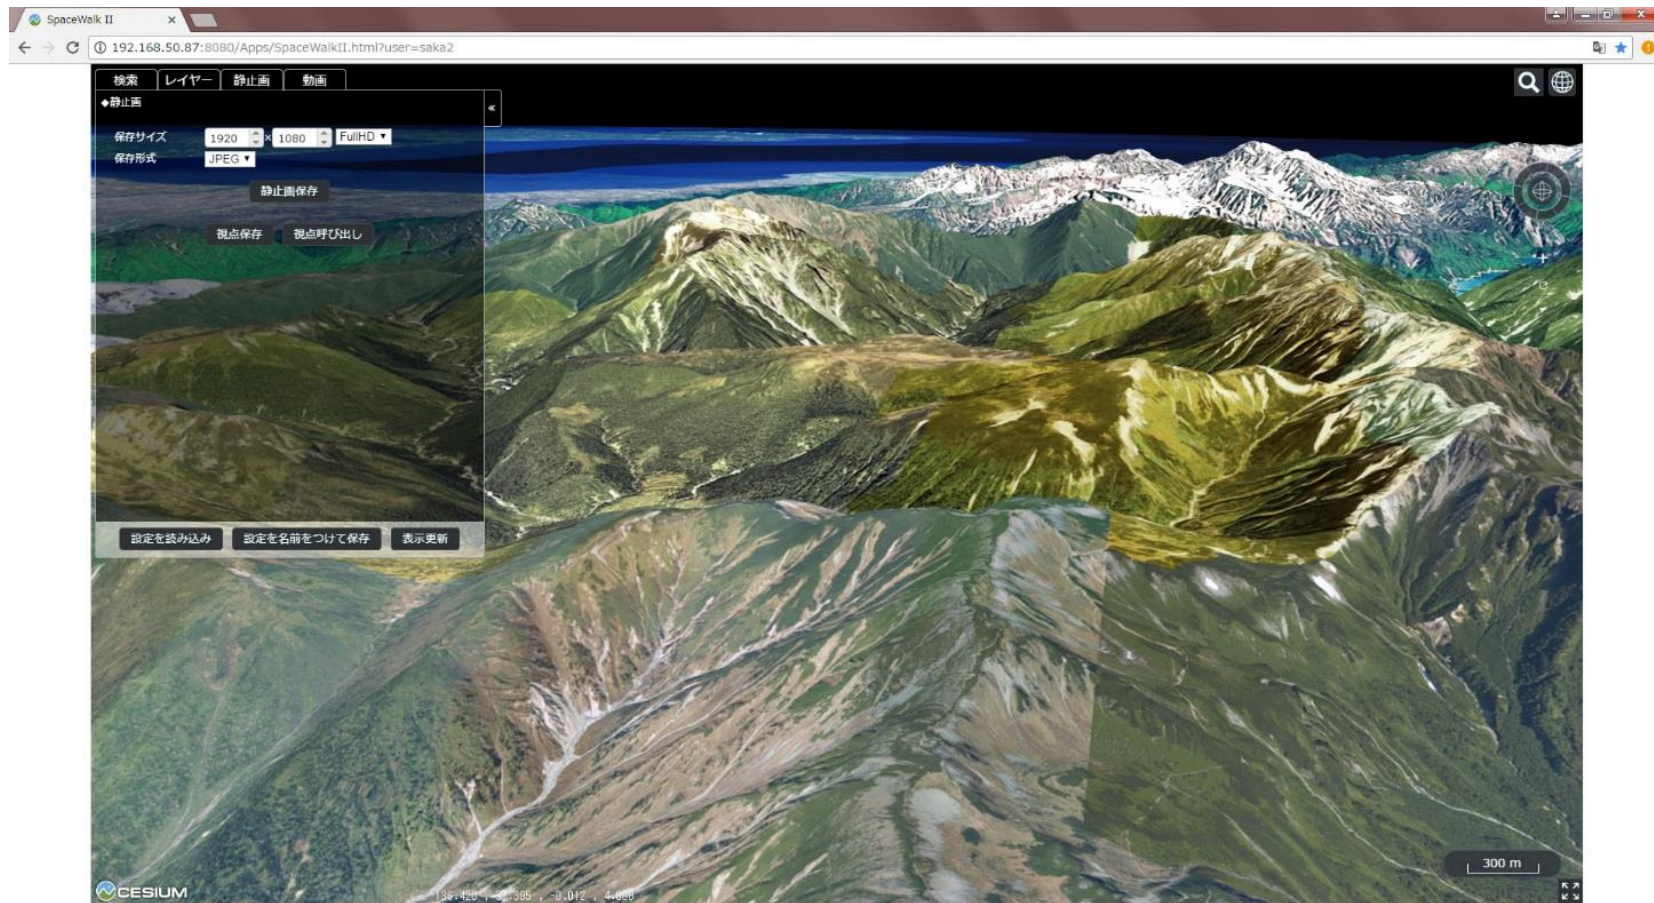 SpaceWalk II
192.168.50.87:8080/Apps/SpaceWalkII.html?user=saka2
検索 レイヤー 静止画 動画
◆静止画
«
保存サイズ 1920 × 1080 FullHD
保存形式 JPEG
静止画保存
視点保存 視点呼び出し
設定を読み込み 設定を名前をつけて保存 表示更新
300 m
CESIUM